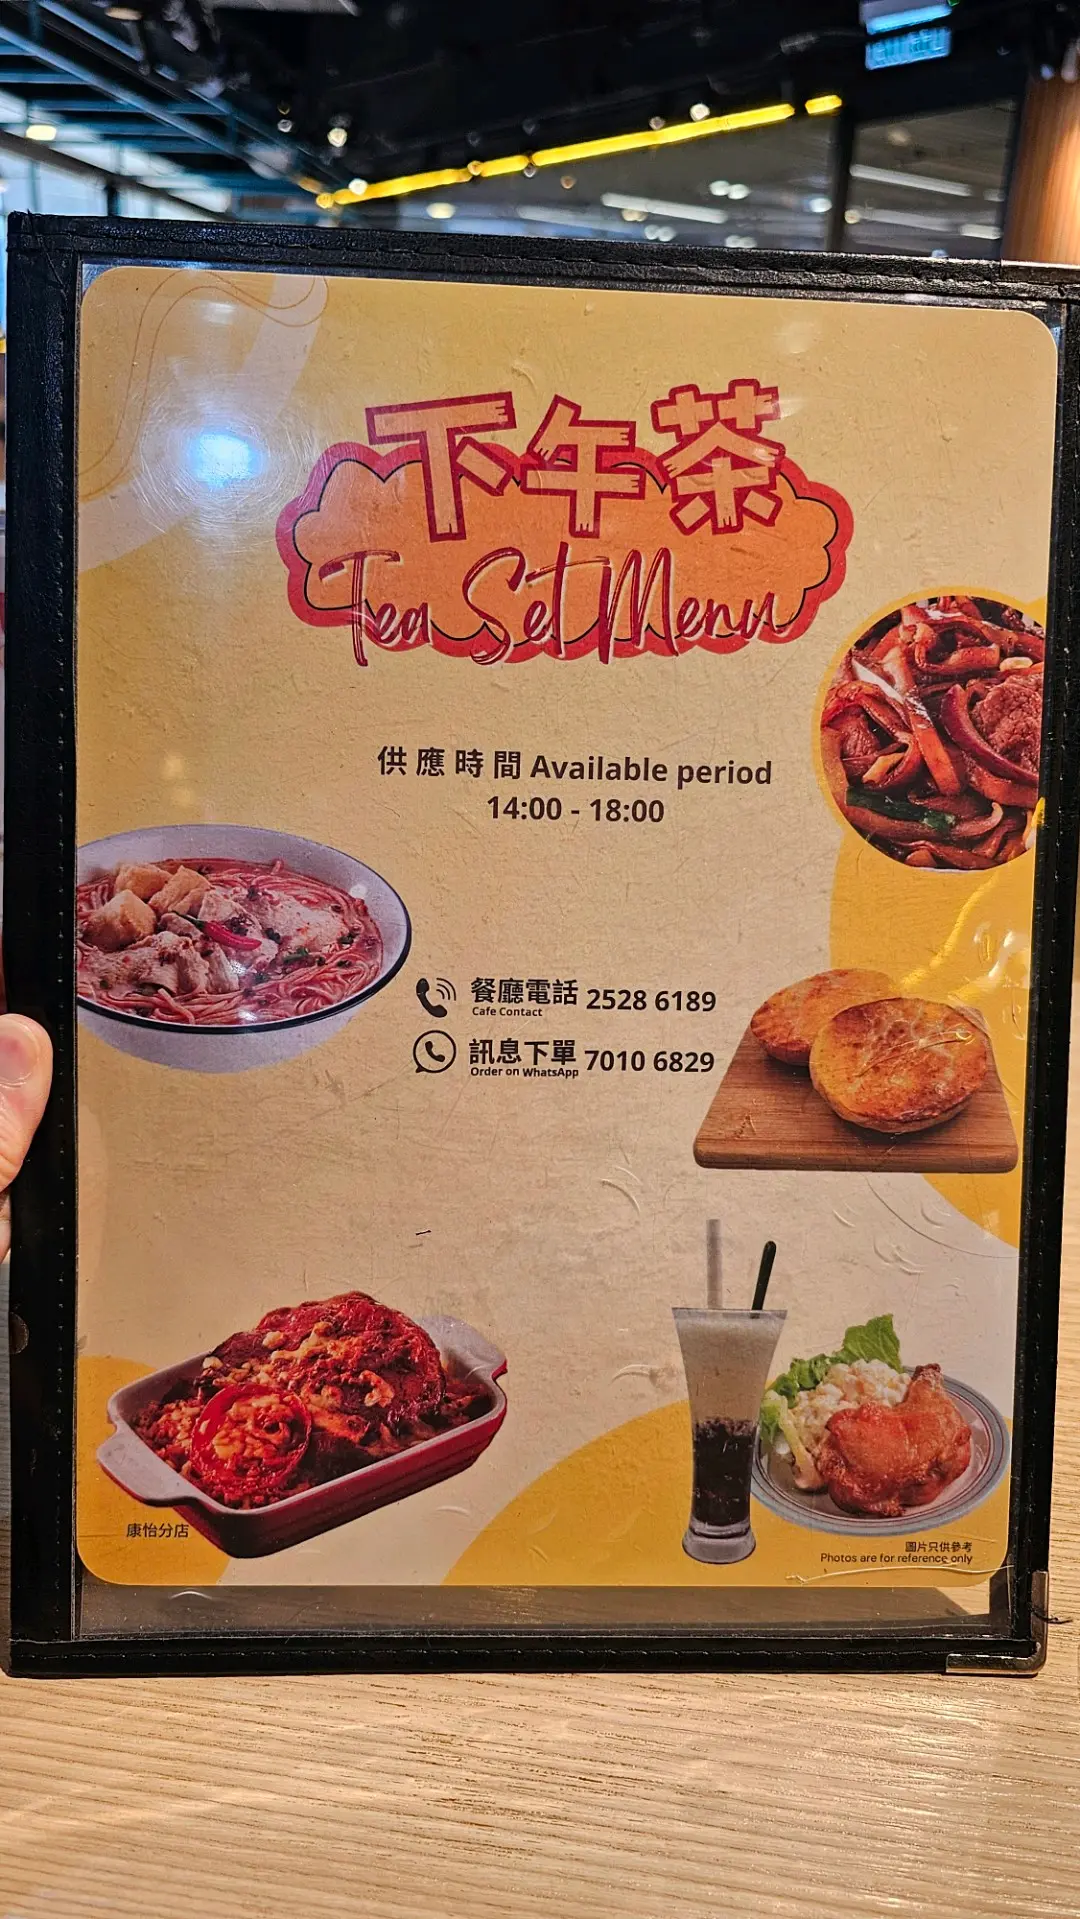 下午茶
Tea Set Menu
供應時間 Available period
14:00 - 18:00
餐廳電話 2528 6189
Cafe Contact
訊息下單 7010 6829
Order on WhatsApp
康怡分店
圖片只供參考
Photos are for reference only